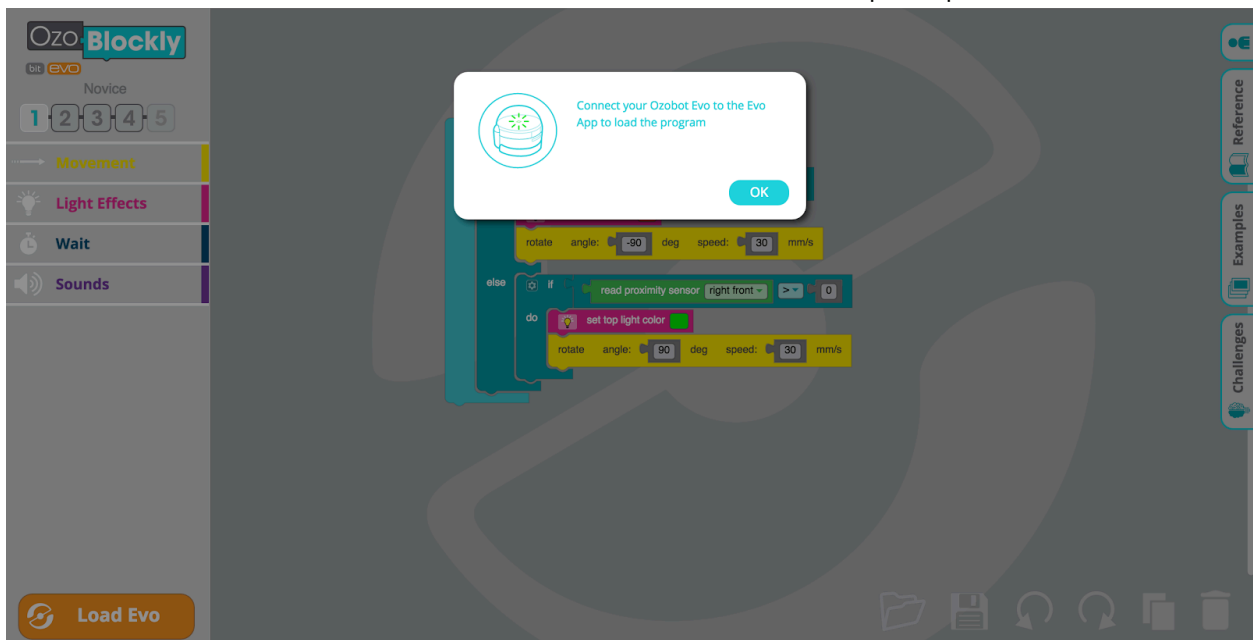 Ozo Blockly
bit evo
Novice
1 2 3 4 5
Movement
Light Effects
Wait
Sounds
Load Evo
Connect your Ozobot Evo to the Evo
App to load the program
OK
rotate angle: -90 deg speed: 30 mm/s
else if read proximity sensor right front > 0
do set top light color
rotate angle: 90 deg speed: 30 mm/s
Reference
Examples
Challenges